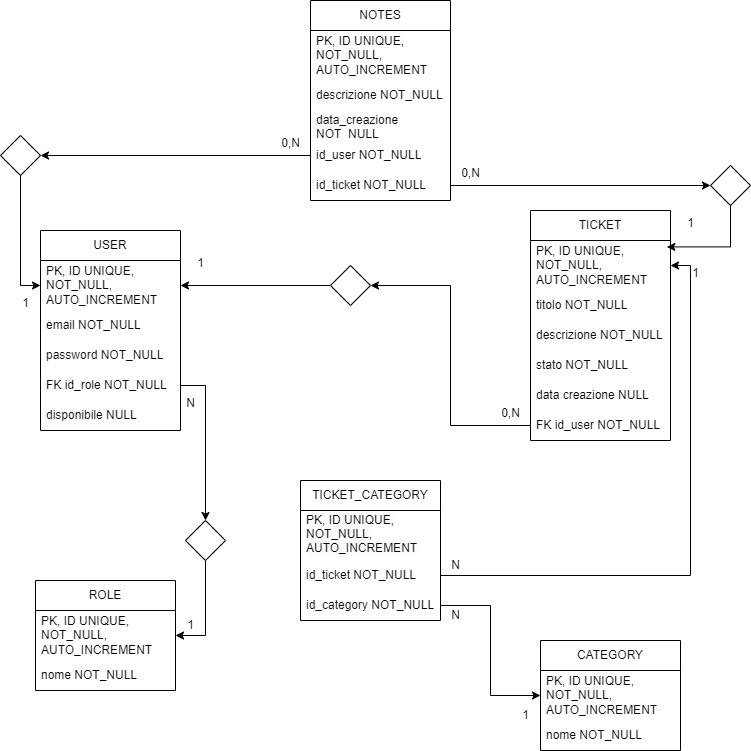 NOTES
PK, ID UNIQUE,
NOT_NULL,
AUTO_INCREMENT
descrizione NOT_NULL
data_creazione
NOT NULL
id_user NOT_NULL
id_ticket NOT_NULL
0,N
0,N
USER
PK, ID UNIQUE,
NOT_NULL,
AUTO_INCREMENT
email NOT_NULL
password NOT_NULL
FK id_role NOT_NULL
disponibile NULL
1
1
N
TICKET
PK, ID UNIQUE,
NOT_NULL,
AUTO_INCREMENT
titolo NOT_NULL
descrizione NOT_NULL
stato NOT_NULL
data creazione NULL
FK id_user NOT_NULL
1
1
0,N
TICKET_CATEGORY
PK, ID UNIQUE,
NOT_NULL,
AUTO_INCREMENT
id_ticket NOT_NULL
id_category NOT_NULL
N
N
ROLE
PK, ID UNIQUE,
NOT_NULL,
AUTO_INCREMENT
nome NOT_NULL
1
CATEGORY
PK, ID UNIQUE,
NOT_NULL,
AUTO_INCREMENT
nome NOT_NULL
1